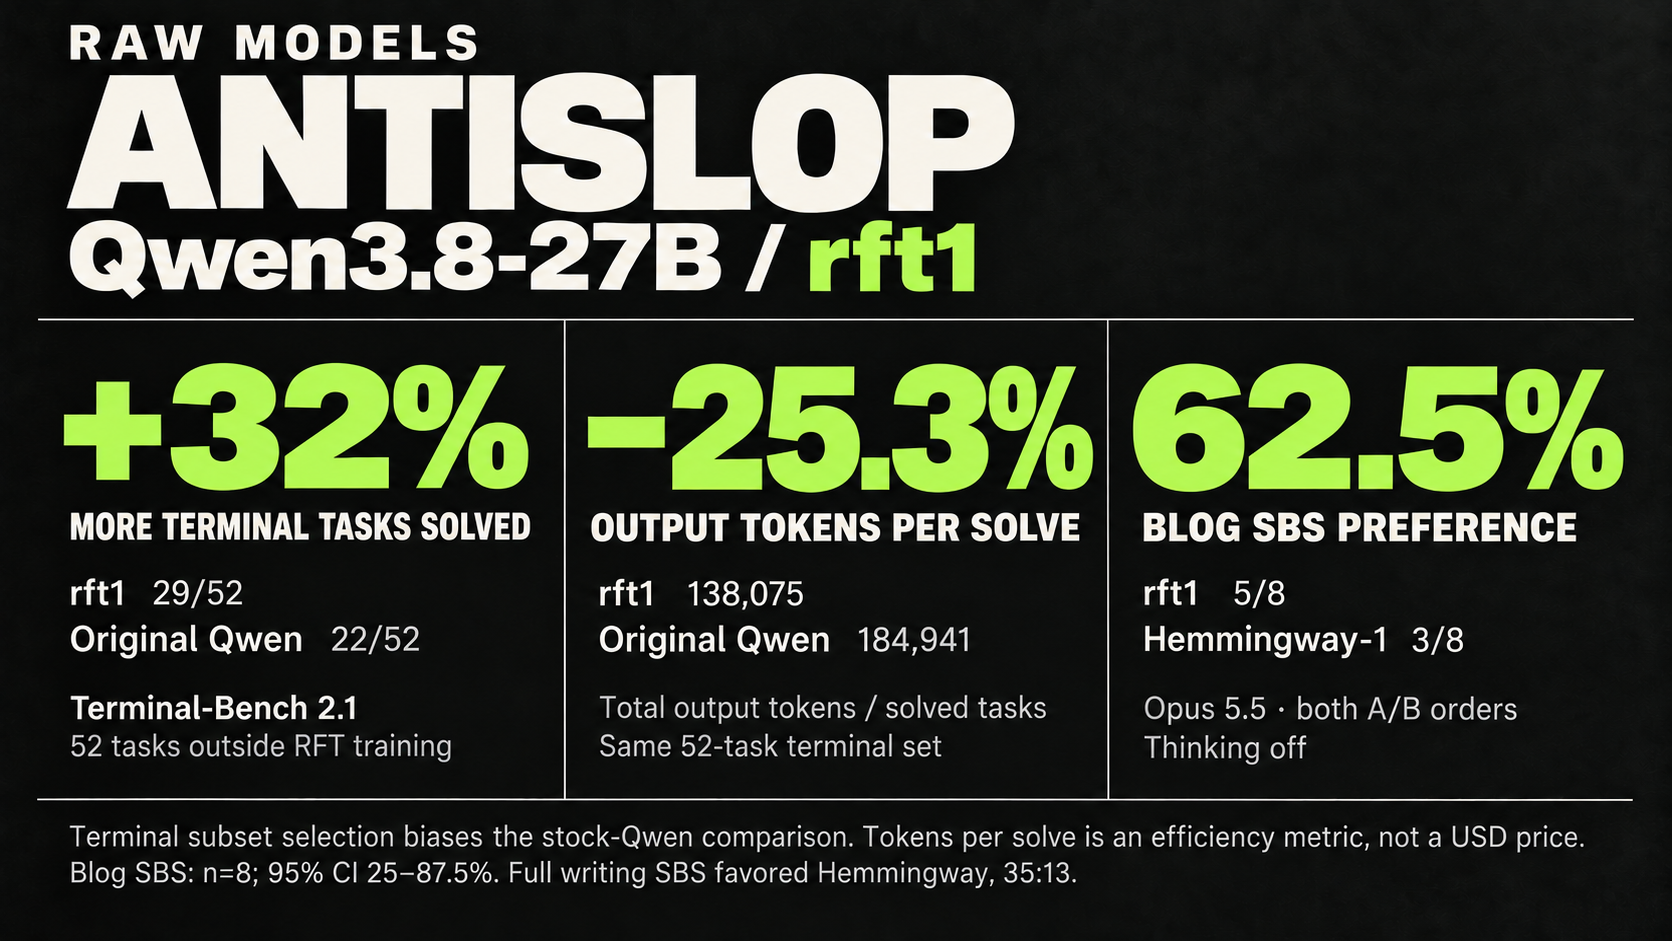 RAW MODELS
ANTISLOP
Qwen3.8-27B / rft1
+32%
MORE TERMINAL TASKS SOLVED
rft1 29/52
Original Qwen 22/52
Terminal-Bench 2.1
52 tasks outside RFT training
−25.3%
OUTPUT TOKENS PER SOLVE
rft1 138,075
Original Qwen 184,941
Total output tokens / solved tasks
Same 52-task terminal set
62.5%
BLOG SBS PREFERENCE
rft1 5/8
Hemmingway-1 3/8
Opus 5.5 · both A/B orders
Thinking off
Terminal subset selection biases the stock-Qwen comparison. Tokens per solve is an efficiency metric, not a USD price.
Blog SBS: n=8; 95% CI 25–87.5%. Full writing SBS favored Hemmingway, 35:13.